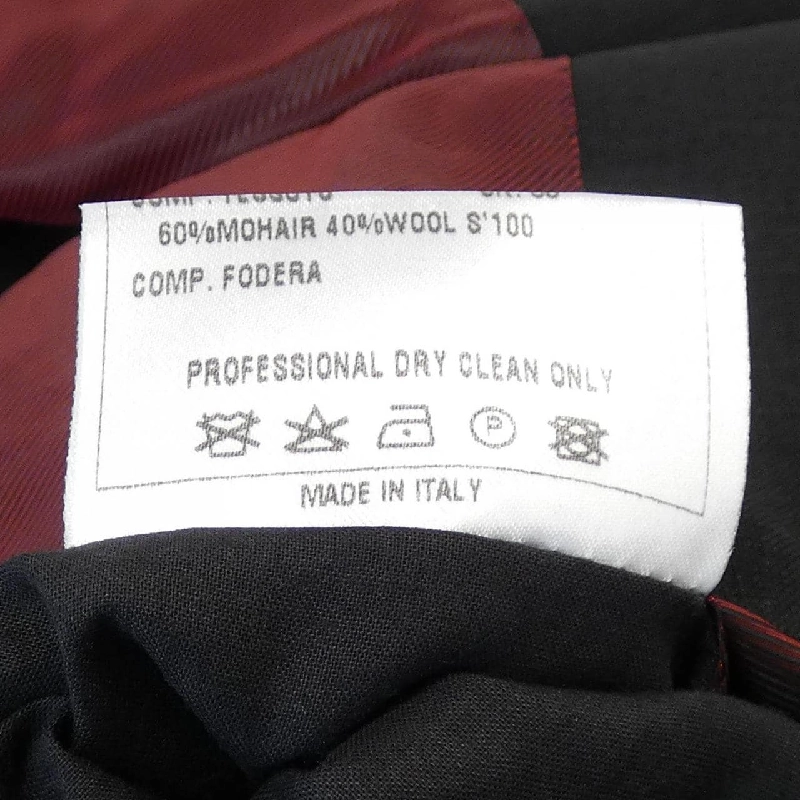 60%MOHAIR 40%WOOL S'100
COMP. FODERA
PROFESSIONAL DRY CLEAN ONLY
P
MADE IN ITALY